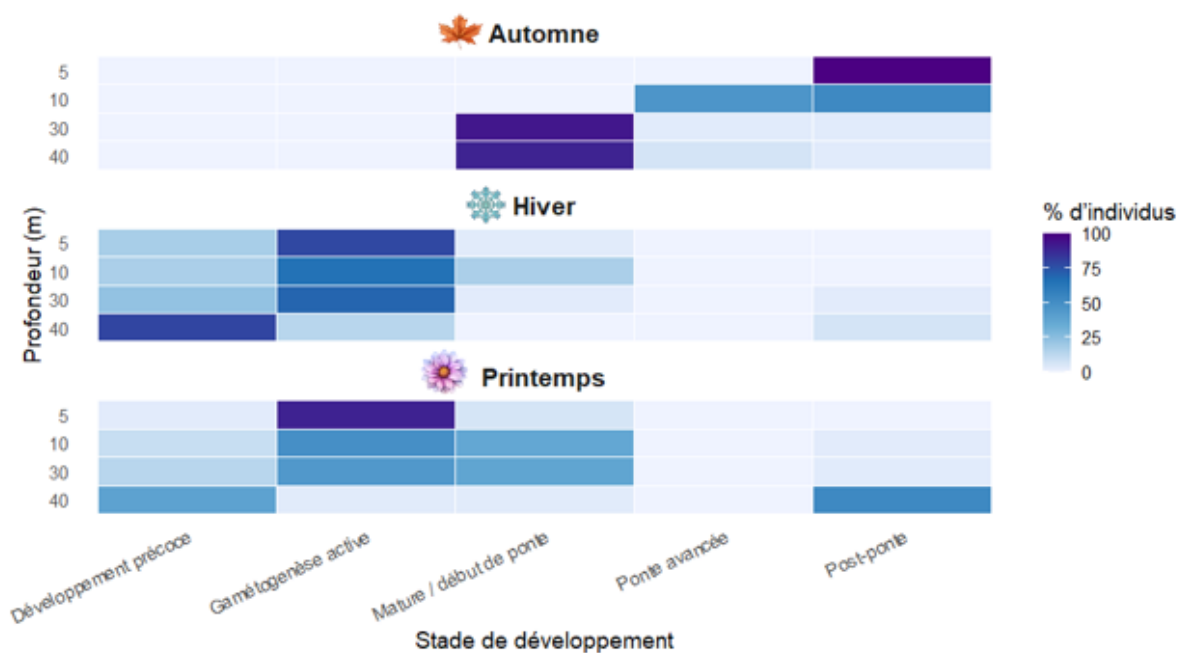 Automne
5
10
30
40
Hiver
5
10
30
40
Printemps
5
10
30
40
Profondeur (m)
Développement précoce
Gamétogenèse active
Mature / début de ponte
Ponte avancée
Post-ponte
Stade de développement
% d'individus
100
75
50
25
0